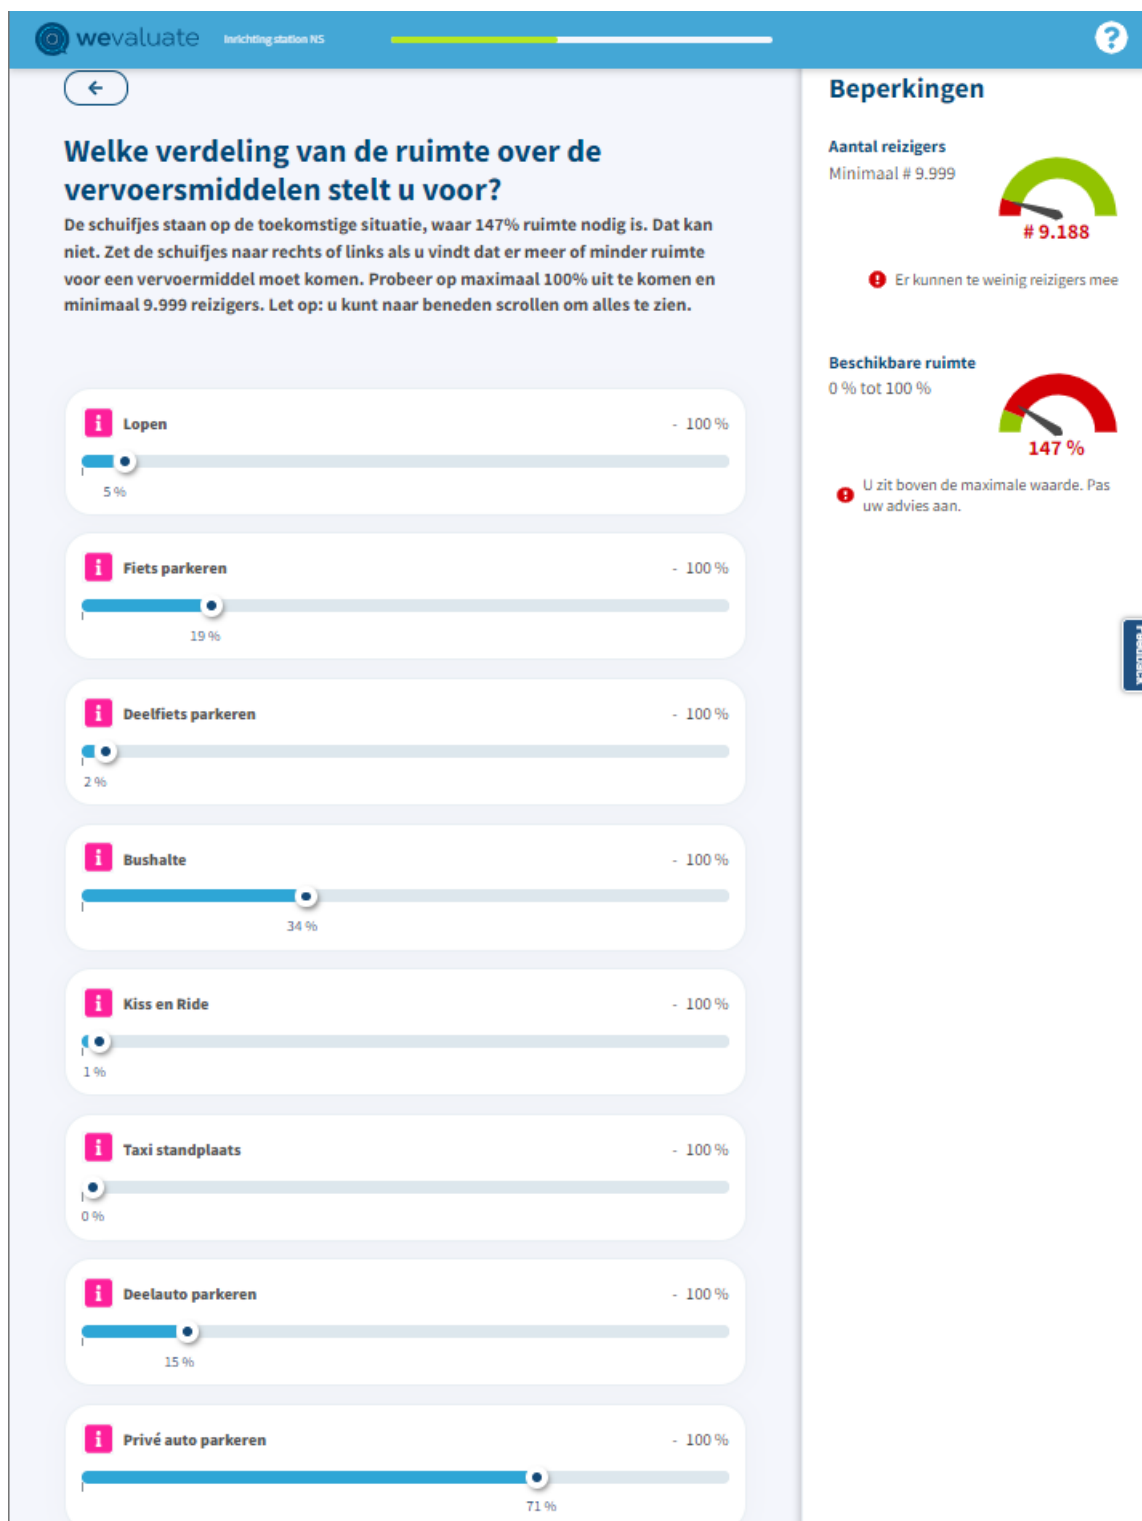 wevaluate
Inrichting station NS
?
Welke verdeling van de ruimte over de
vervoersmiddelen stelt u voor?
De schuifjes staan op de toekomstige situatie, waar 147% ruimte nodig is. Dat kan
niet. Zet de schuifjes naar rechts of links als u vindt dat er meer of minder ruimte
voor een vervoermiddel moet komen. Probeer op maximaal 100% uit te komen en
minimaal 9.999 reizigers. Let op: u kunt naar beneden scrollen om alles te zien.
i Lopen - 100 %
5 %
i Fiets parkeren - 100 %
19 %
i Deelfiets parkeren - 100 %
2 %
i Bushalte - 100 %
34 %
i Kiss en Ride - 100 %
1 %
i Taxi standplaats - 100 %
0 %
i Deelauto parkeren - 100 %
15 %
i Privé auto parkeren - 100 %
71 %
Beperkingen
Aantal reizigers
Minimaal # 9.999
# 9.188
Er kunnen te weinig reizigers mee
Beschikbare ruimte
0 % tot 100 %
147 %
U zit boven de maximale waarde. Pas
uw advies aan.
Feedback